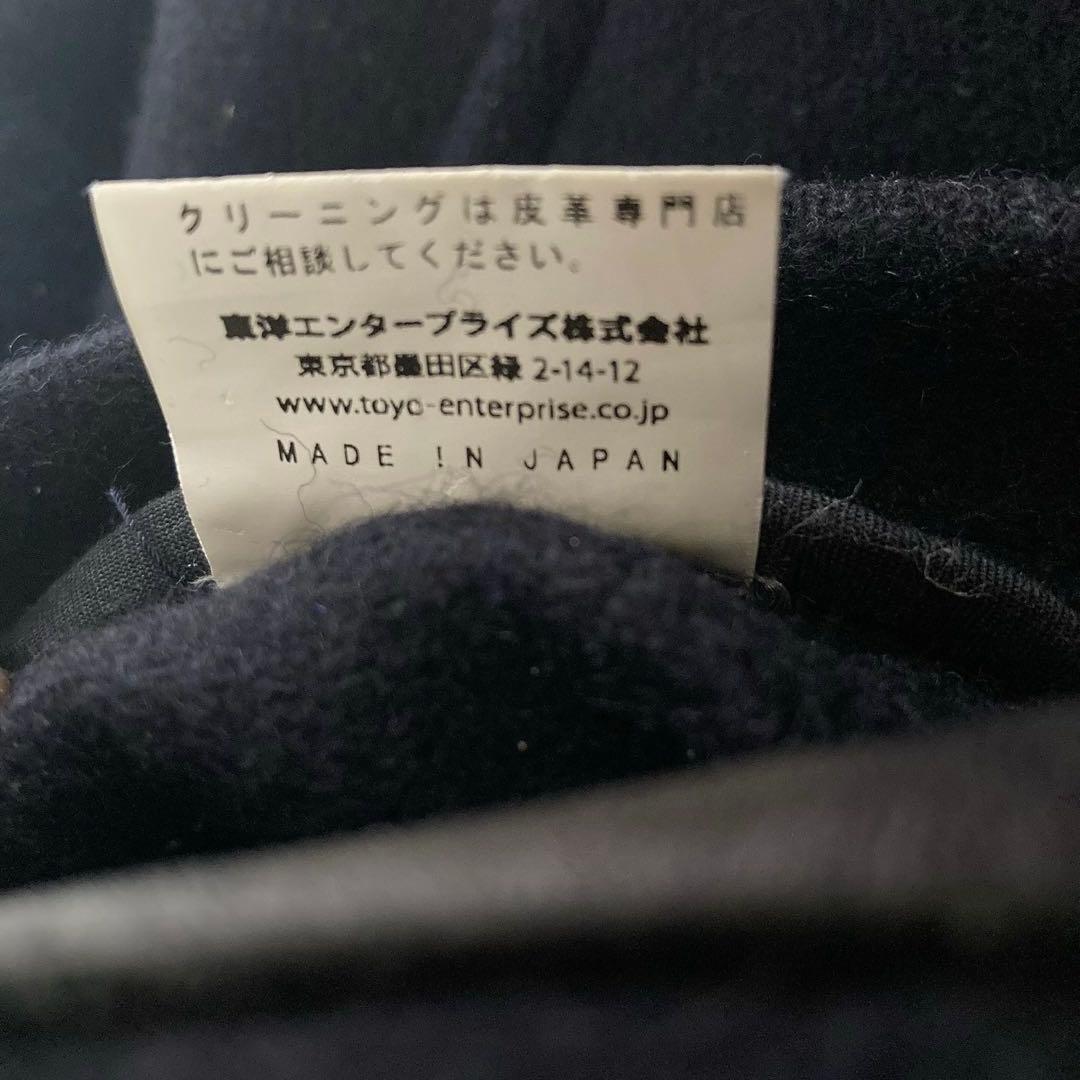 クリーニングは皮革専門店
にご相談してください。
東洋エンタープライズ株式会社
東京都墨田区緑 2-14-12
www.toyo-enterprise.co.jp
MADE IN JAPAN